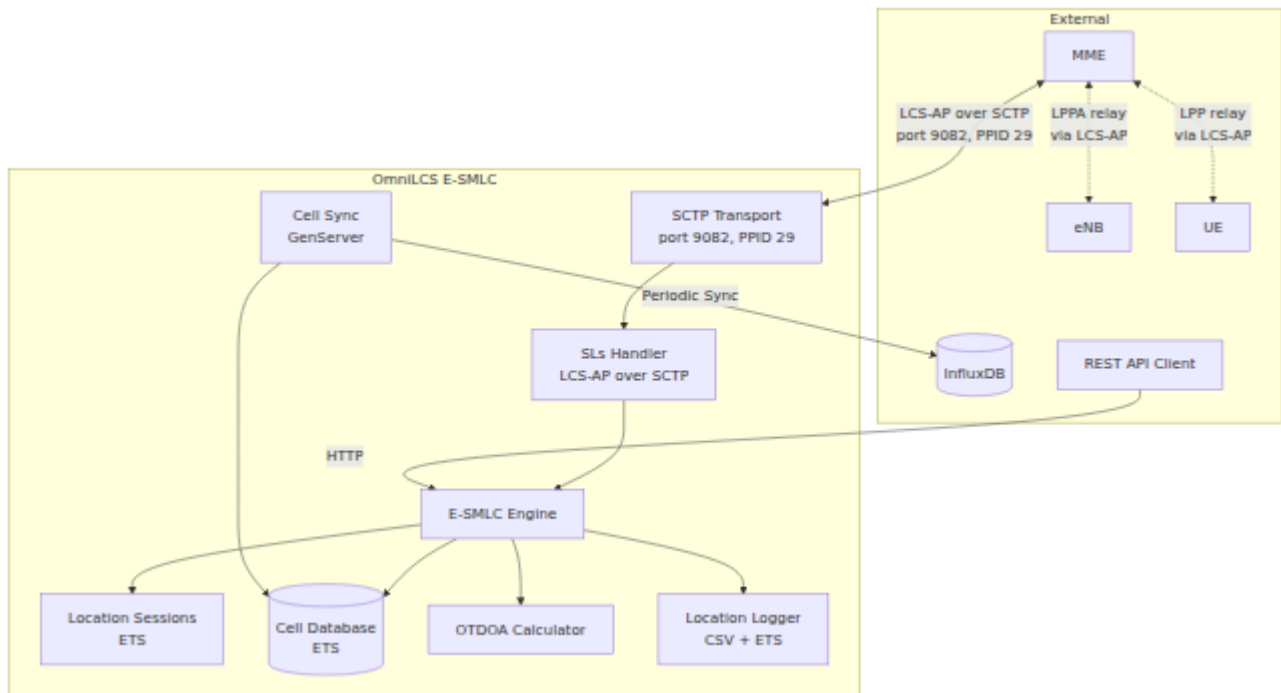 External
MME
LCS-AP over SCTP
port 9082, PPID 29
LPPA relay
via LCS-AP
LPP relay
via LCS-AP
eNB
UE
InfluxDB
REST API Client
OmniLCS E-SMLC
Cell Sync
GenServer
SCTP Transport
port 9082, PPID 29
Periodic Sync
SLs Handler
LCS-AP over SCTP
HTTP
E-SMLC Engine
Location Sessions
ETS
Cell Database
ETS
OTDOA Calculator
Location Logger
CSV + ETS